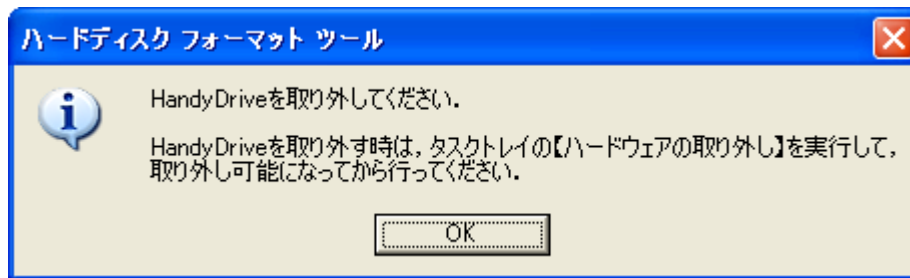 ハードディスク フォーマット ツール
HandyDriveを取り外してください.
HandyDriveを取り外す時は，タスクトレイの【ハードウェアの取り外し】を実行して，
取り外し可能になってから行ってください.
OK